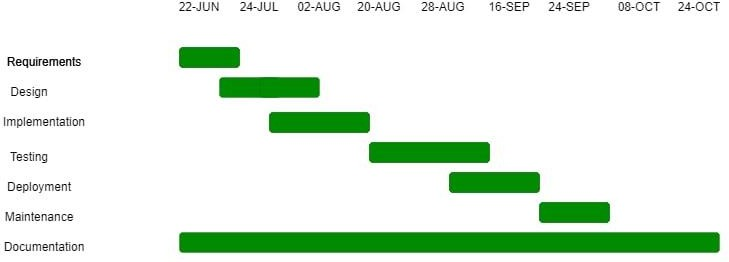 22-JUN 24-JUL 02-AUG 20-AUG 28-AUG 16-SEP 24-SEP 08-OCT 24-OCT
Requirements
Design
Implementation
Testing
Deployment
Maintenance
Documentation